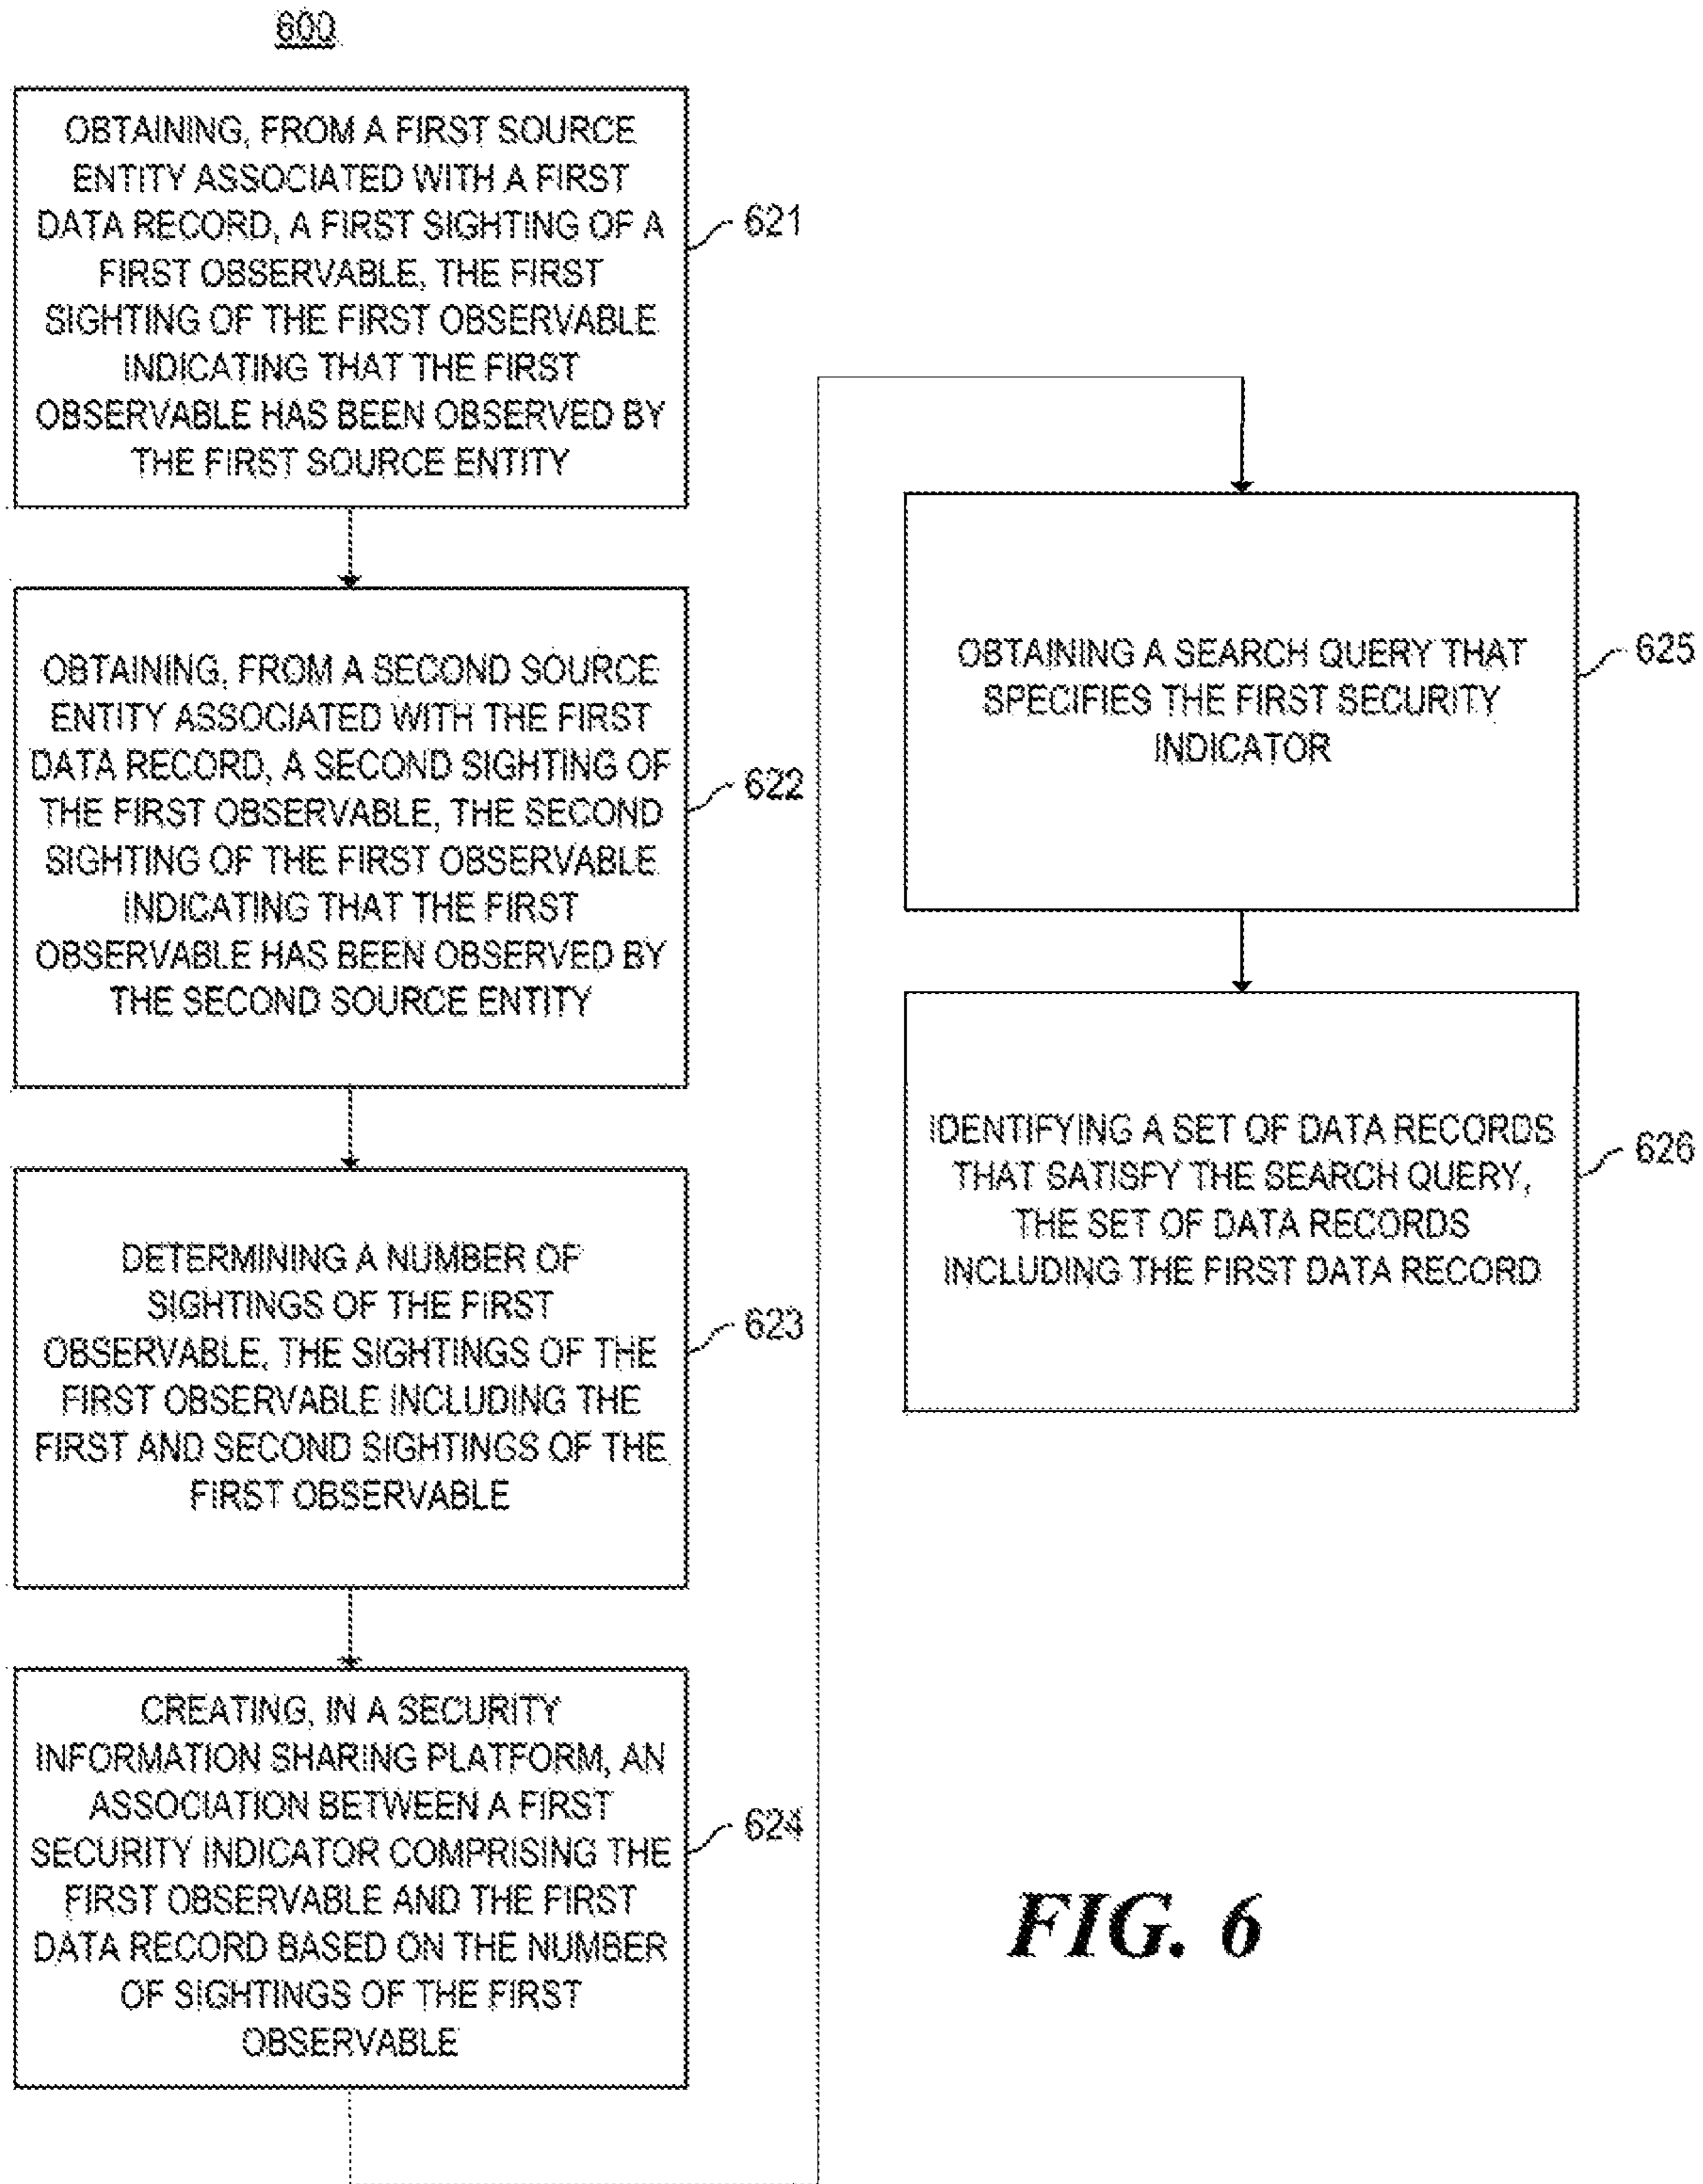 600
OBTAINING, FROM A FIRST SOURCE
ENTITY ASSOCIATED WITH A FIRST
DATA RECORD, A FIRST SIGHTING OF A
FIRST OBSERVABLE, THE FIRST
SIGHTING OF THE FIRST OBSERVABLE
INDICATING THAT THE FIRST
OBSERVABLE HAS BEEN OBSERVED BY
THE FIRST SOURCE ENTITY
621
OBTAINING, FROM A SECOND SOURCE
ENTITY ASSOCIATED WITH THE FIRST
DATA RECORD, A SECOND SIGHTING OF
THE FIRST OBSERVABLE, THE SECOND
SIGHTING OF THE FIRST OBSERVABLE
INDICATING THAT THE FIRST
OBSERVABLE HAS BEEN OBSERVED BY
THE SECOND SOURCE ENTITY
622
DETERMINING A NUMBER OF
SIGHTINGS OF THE FIRST
OBSERVABLE, THE SIGHTINGS OF THE
FIRST OBSERVABLE INCLUDING THE
FIRST AND SECOND SIGHTINGS OF THE
FIRST OBSERVABLE
623
CREATING, IN A SECURITY
INFORMATION SHARING PLATFORM, AN
ASSOCIATION BETWEEN A FIRST
SECURITY INDICATOR COMPRISING THE
FIRST OBSERVABLE AND THE FIRST
DATA RECORD BASED ON THE NUMBER
OF SIGHTINGS OF THE FIRST
OBSERVABLE
624
OBTAINING A SEARCH QUERY THAT
SPECIFIES THE FIRST SECURITY
INDICATOR
625
IDENTIFYING A SET OF DATA RECORDS
THAT SATISFY THE SEARCH QUERY,
THE SET OF DATA RECORDS
INCLUDING THE FIRST DATA RECORD
626
FIG. 6